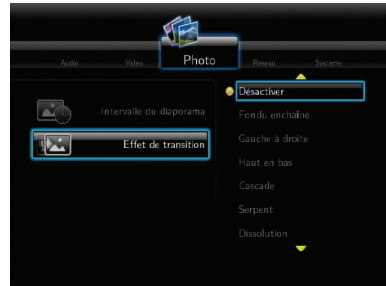 Audio Video Photo Réseau Système
Désactiver
Intervalle du diaporama
Fondu enchaîné
Effet de transition
Gauche à droite
Haut en bas
Cascade
Serpent
Dissolution